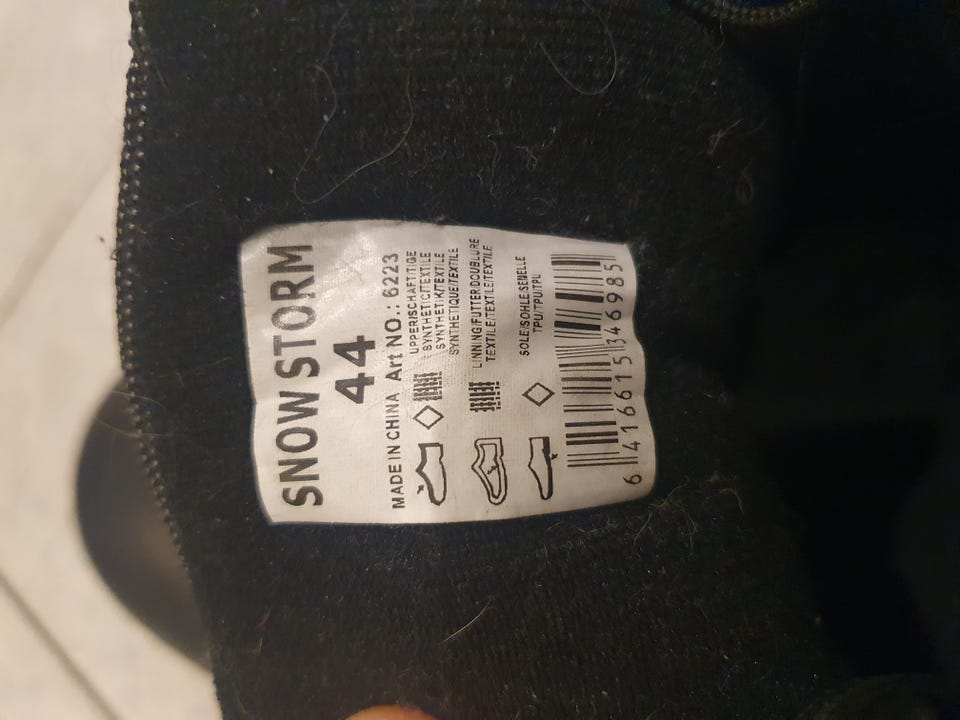 SNOW STORM
44
MADE IN CHINA Art NO.: 6223
UPPER/SCHAFT/TIGE
SYNTHETIC/TEXTILE
SYNTHETIK/TEXTILE
SYNTHETIQUE/TEXTILE
LINNING/FUTTER/DOUBLURE
TEXTILE/TEXTILE/TEXTILE
SOLE/SOHLE/SEMELLE
TPU/TPU/TPU
6 416615 346985